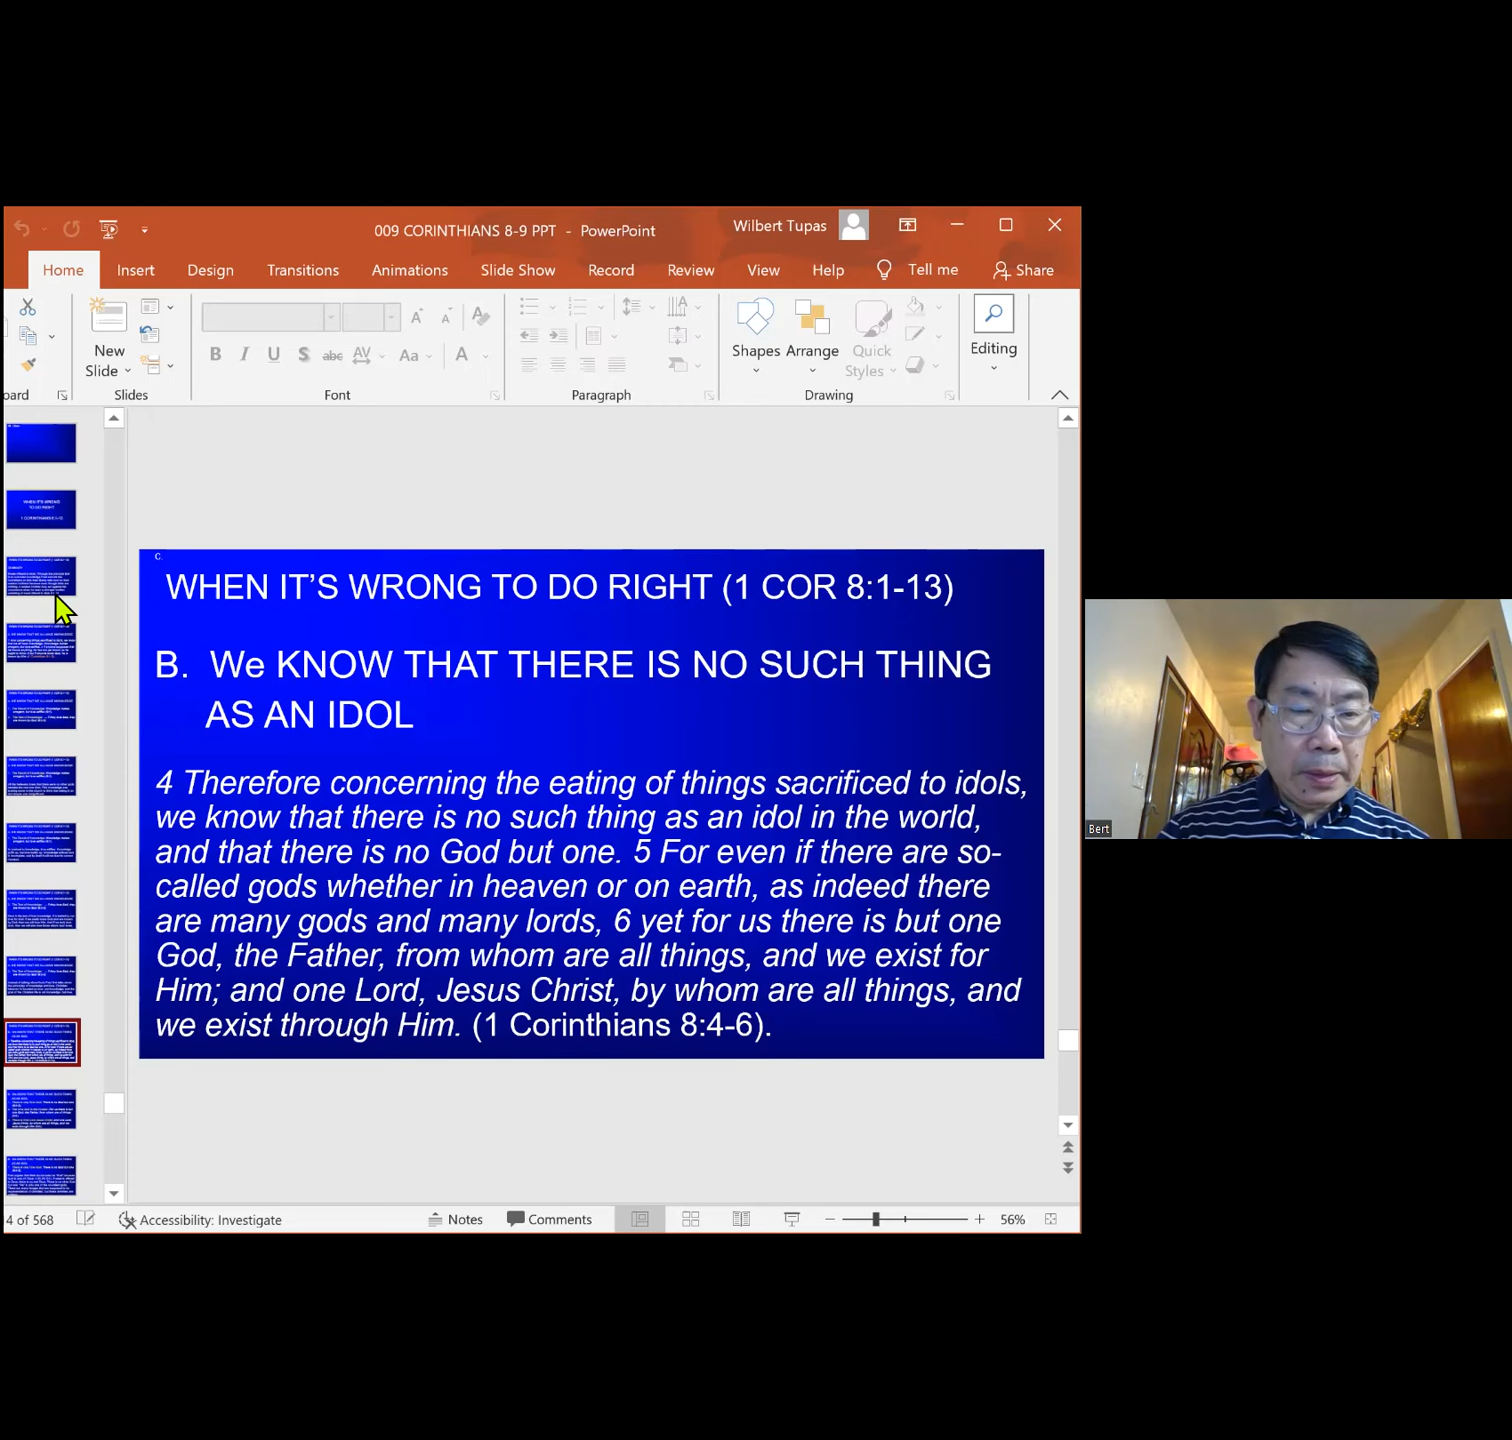 009 CORINTHIANS 8-9 PPT - PowerPoint
Wilbert Tupas
Home Insert Design Transitions Animations Slide Show Record Review View Help Tell me Share
New
Slide
Shapes
Arrange
Quick
Styles
Editing
B I U S abc AV Aa A
oard
Slides
Font
Paragraph
Drawing
C.
WHEN IT'S WRONG TO DO RIGHT (1 COR 8:1-13)
B. We KNOW THAT THERE IS NO SUCH THING
AS AN IDOL
4 Therefore concerning the eating of things sacrificed to idols,
we know that there is no such thing as an idol in the world,
and that there is no God but one. 5 For even if there are so-
called gods whether in heaven or on earth, as indeed there
are many gods and many lords, 6 yet for us there is but one
God, the Father, from whom are all things, and we exist for
Him; and one Lord, Jesus Christ, by whom are all things, and
we exist through Him. (1 Corinthians 8:4-6).
Bert
4 of 568
Accessibility: Investigate
Notes
Comments
56%